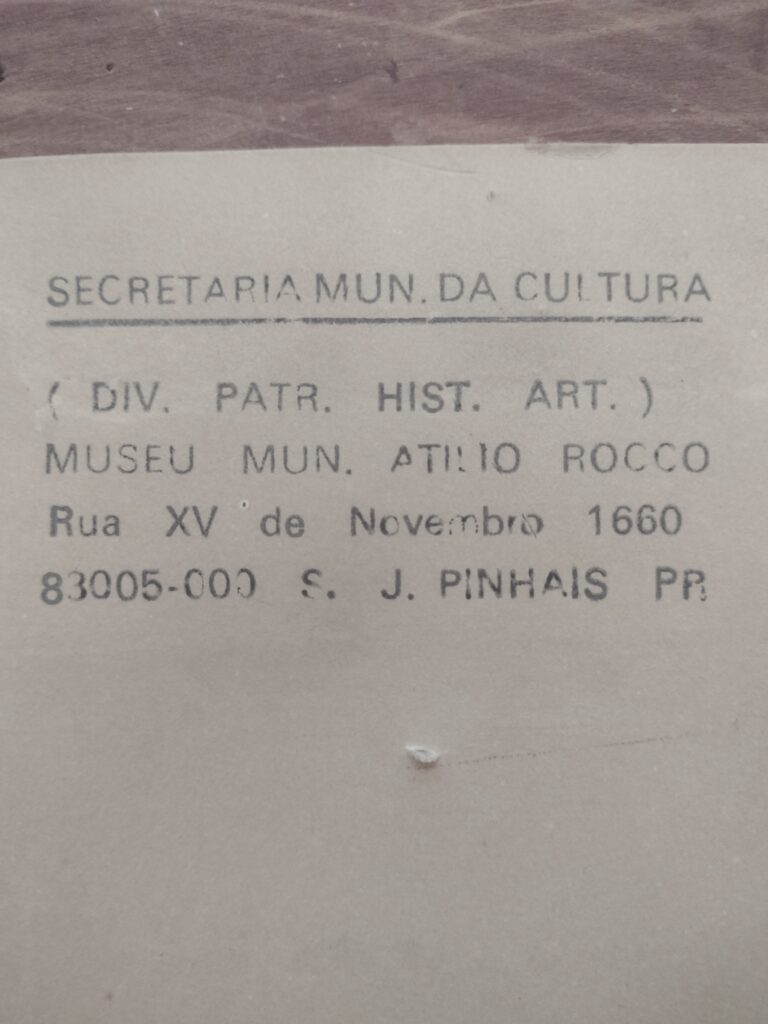 SECRETARIA MUN. DA CULTURA
( DIV. PATR. HIST. ART. )
MUSEU MUN. ATILIO ROCCO
Rua XV de Novembro 1660
83005-000 S. J. PINHAIS PR